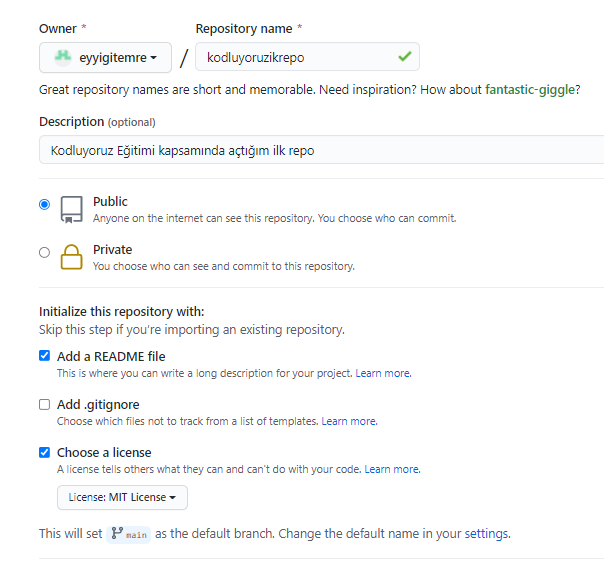 Owner * Repository name *
eyyigitemre / kodluyoruzikrepo
Great repository names are short and memorable. Need inspiration? How about fantastic-giggle?
Description (optional)
Kodluyoruz Eğitimi kapsamında açtığım ilk repo
Public
Anyone on the internet can see this repository. You choose who can commit.
Private
You choose who can see and commit to this repository.
Initialize this repository with:
Skip this step if you're importing an existing repository.
Add a README file
This is where you can write a long description for your project. Learn more.
Add .gitignore
Choose which files not to track from a list of templates. Learn more.
Choose a license
A license tells others what they can and can't do with your code. Learn more.
License: MIT License
This will set main as the default branch. Change the default name in your settings.